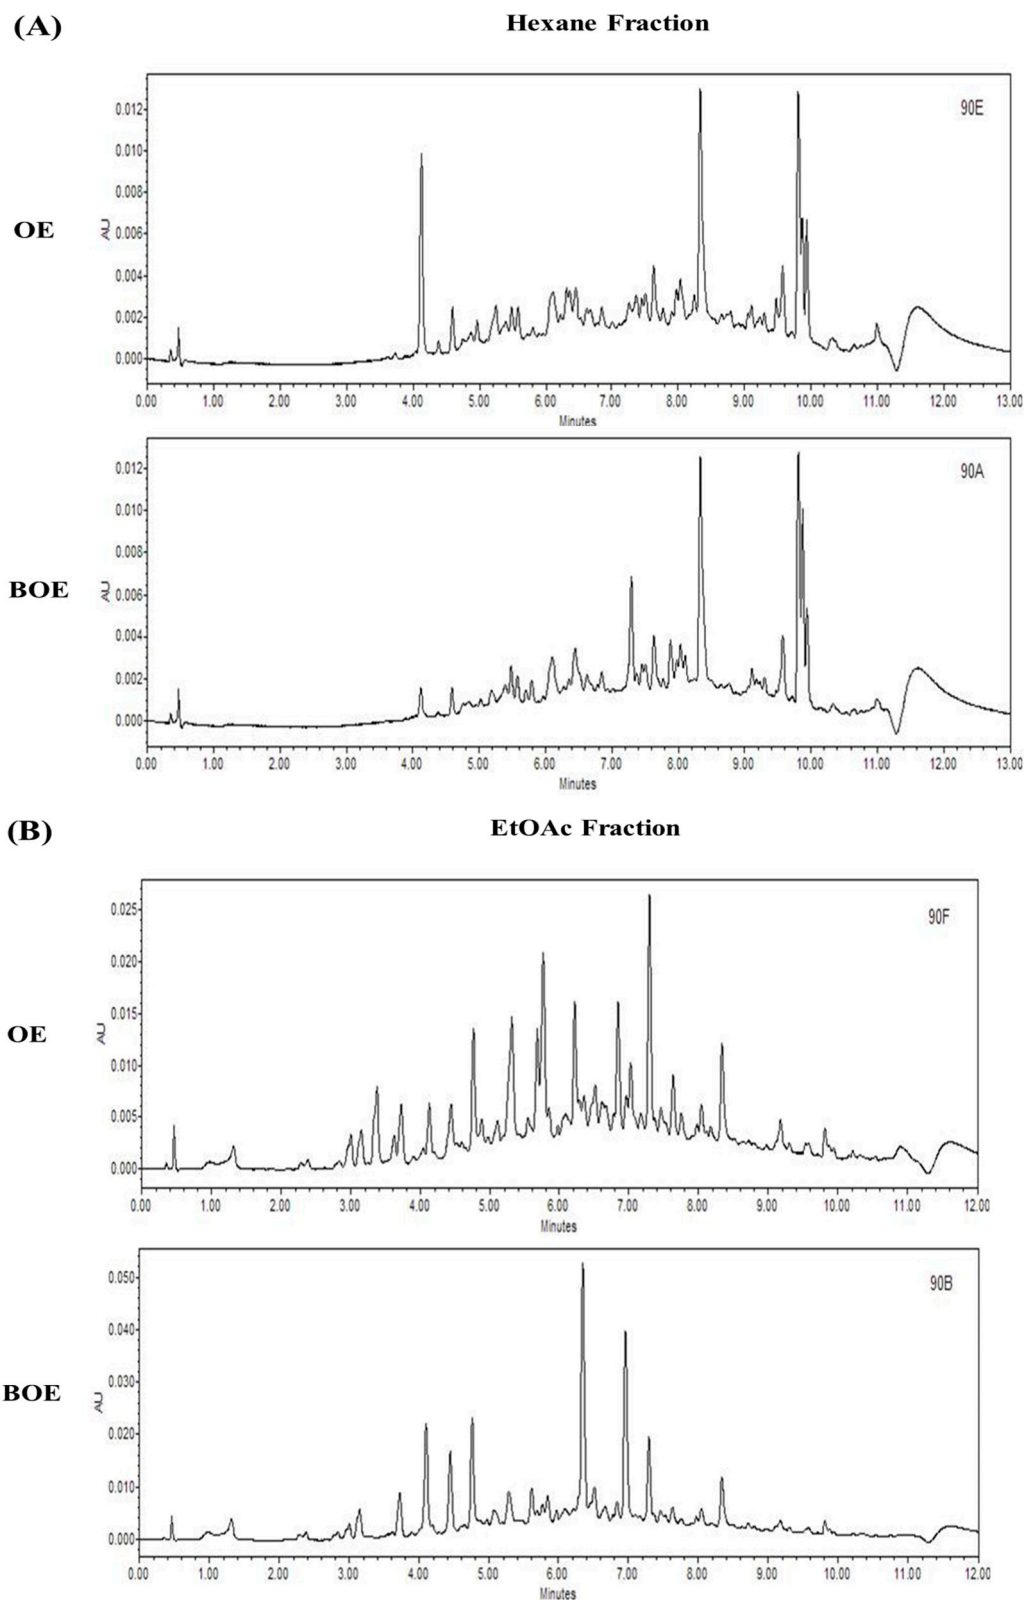 (A)
Hexane Fraction
OE
AU
0.012
0.010
0.008
0.006
0.004
0.002
0.000
90E
0.00 1.00 2.00 3.00 4.00 5.00 6.00 7.00 8.00 9.00 10.00 11.00 12.00 13.00
Minutes
BOE
AU
0.012
0.010
0.008
0.006
0.004
0.002
0.000
90A
0.00 1.00 2.00 3.00 4.00 5.00 6.00 7.00 8.00 9.00 10.00 11.00 12.00 13.00
Minutes
(B)
EtOAc Fraction
OE
AU
0.025
0.020
0.015
0.010
0.005
0.000
90F
0.00 1.00 2.00 3.00 4.00 5.00 6.00 7.00 8.00 9.00 10.00 11.00 12.00
Minutes
BOE
AU
0.050
0.040
0.030
0.020
0.010
0.000
90B
0.00 1.00 2.00 3.00 4.00 5.00 6.00 7.00 8.00 9.00 10.00 11.00 12.00
Minutes